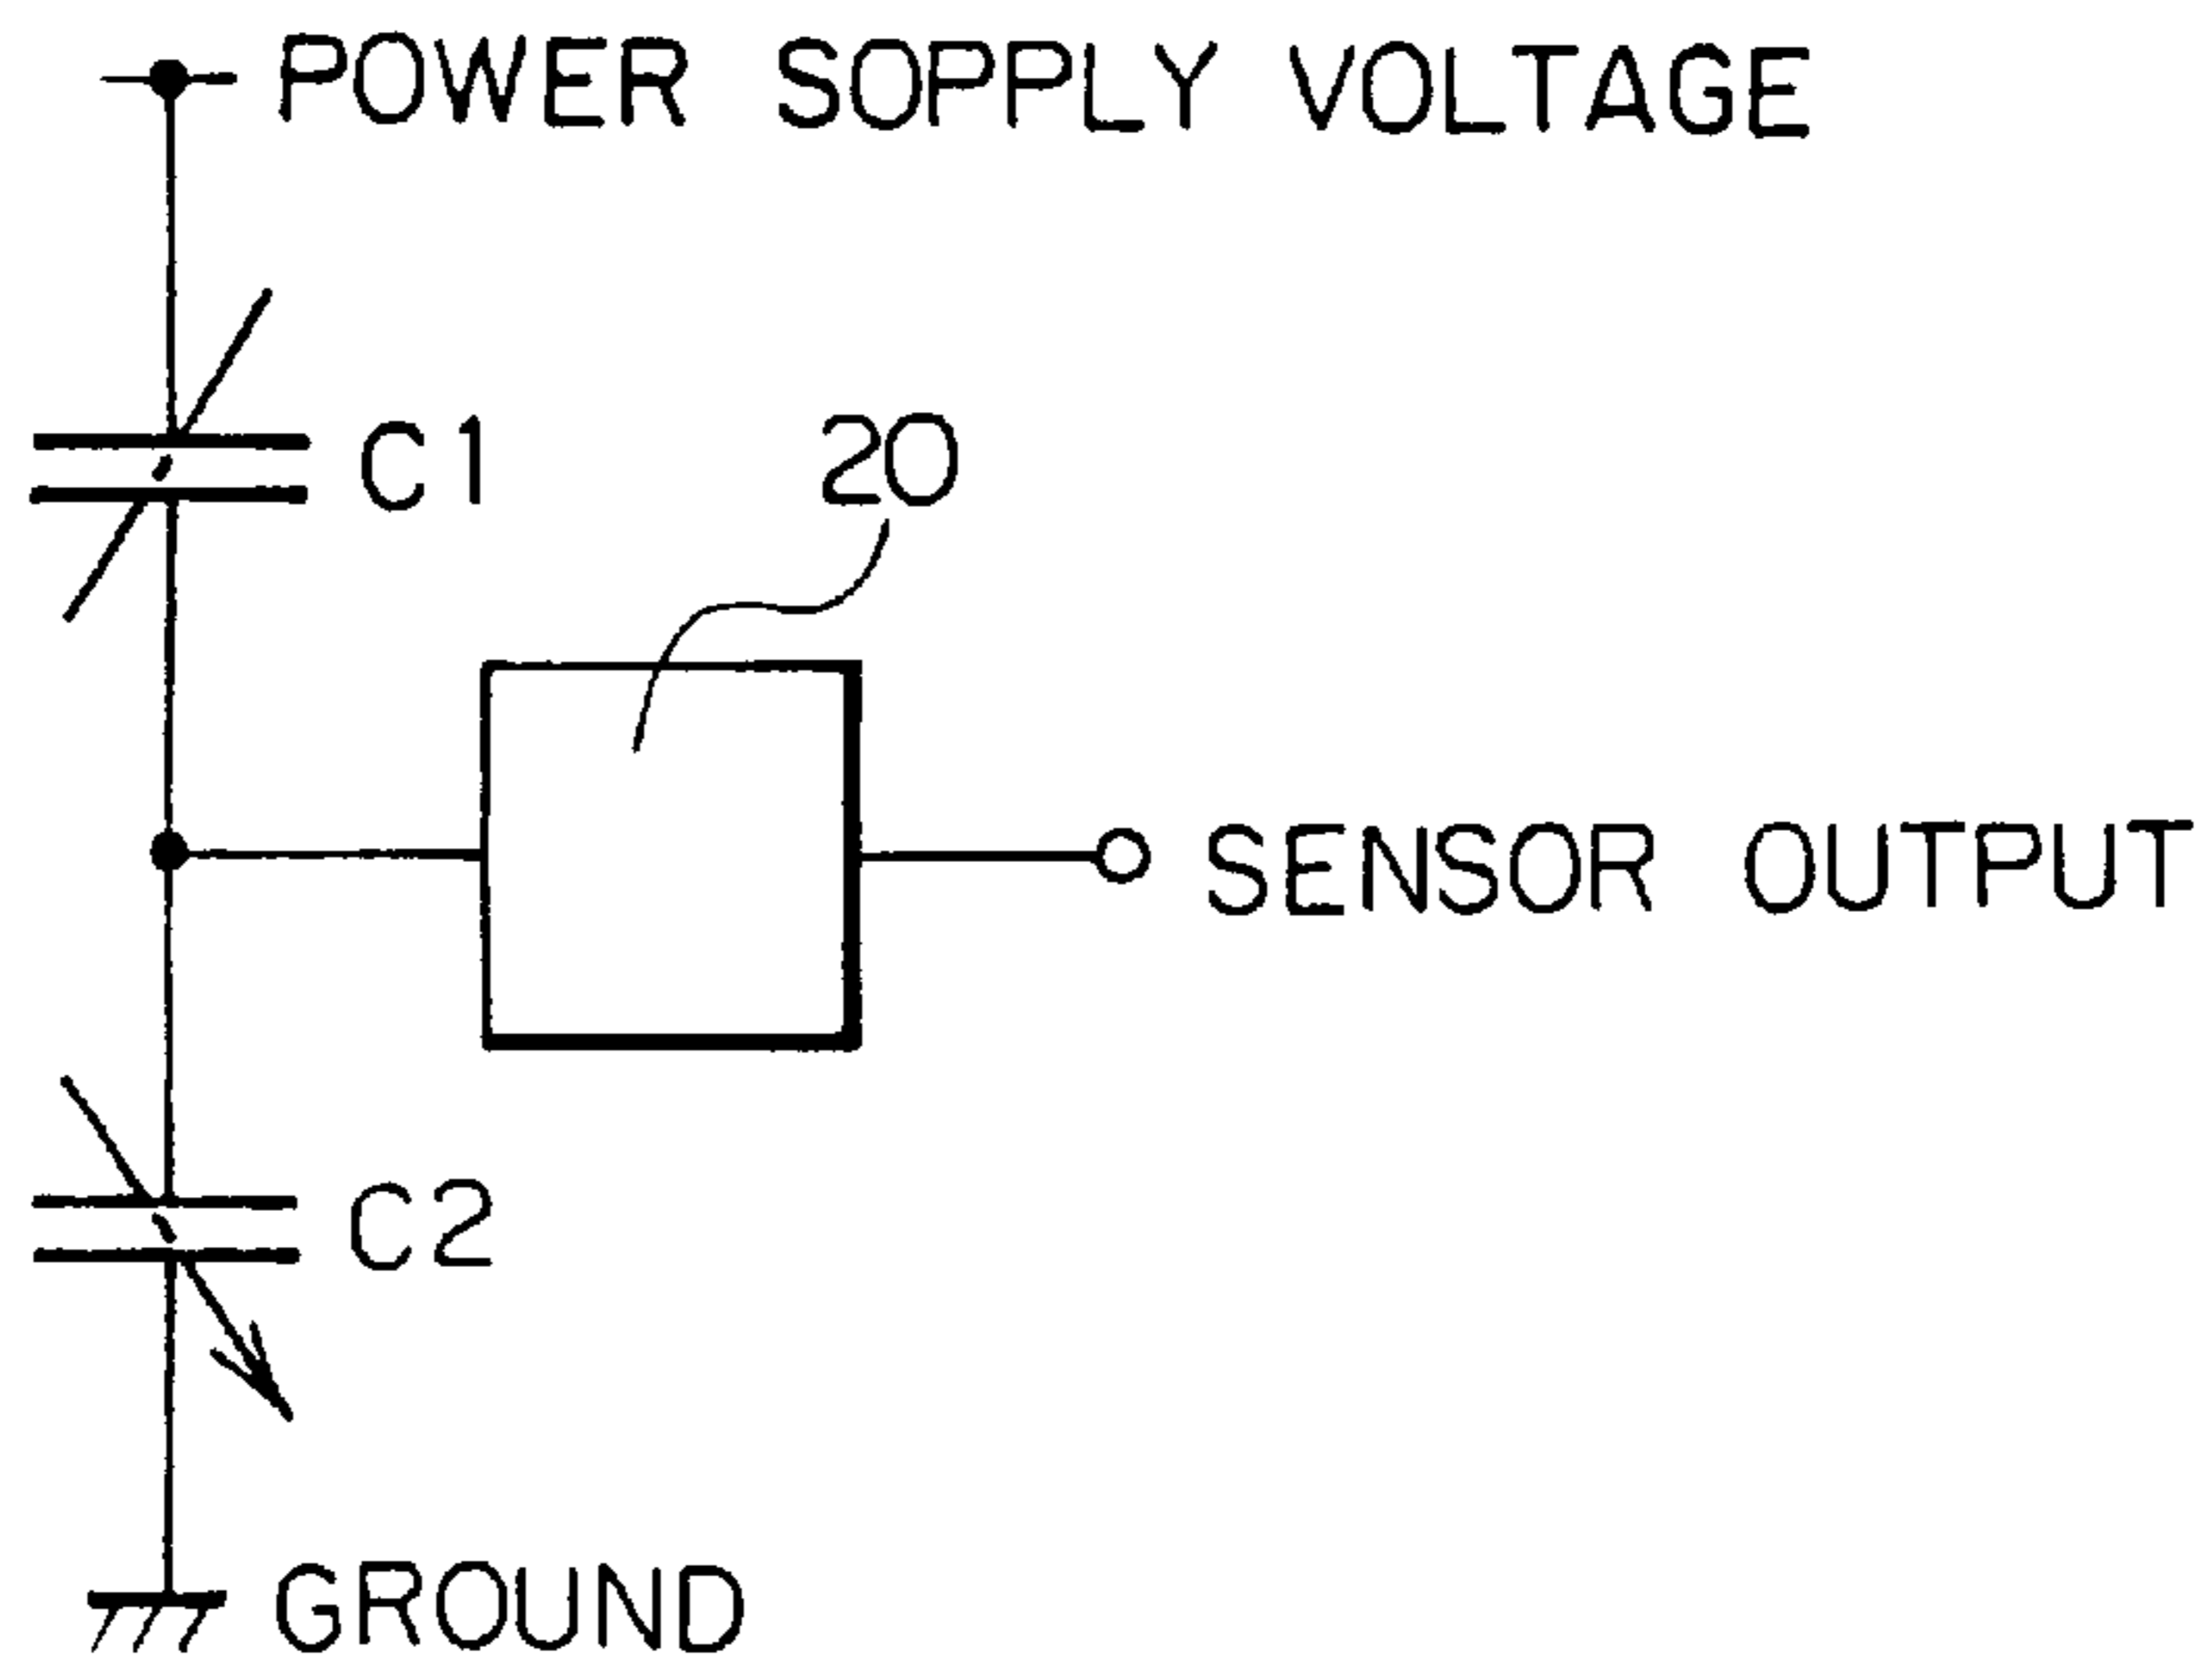 POWER SOPPLY VOLTAGE
C1
20
SENSOR OUTPUT
C2
GROUND